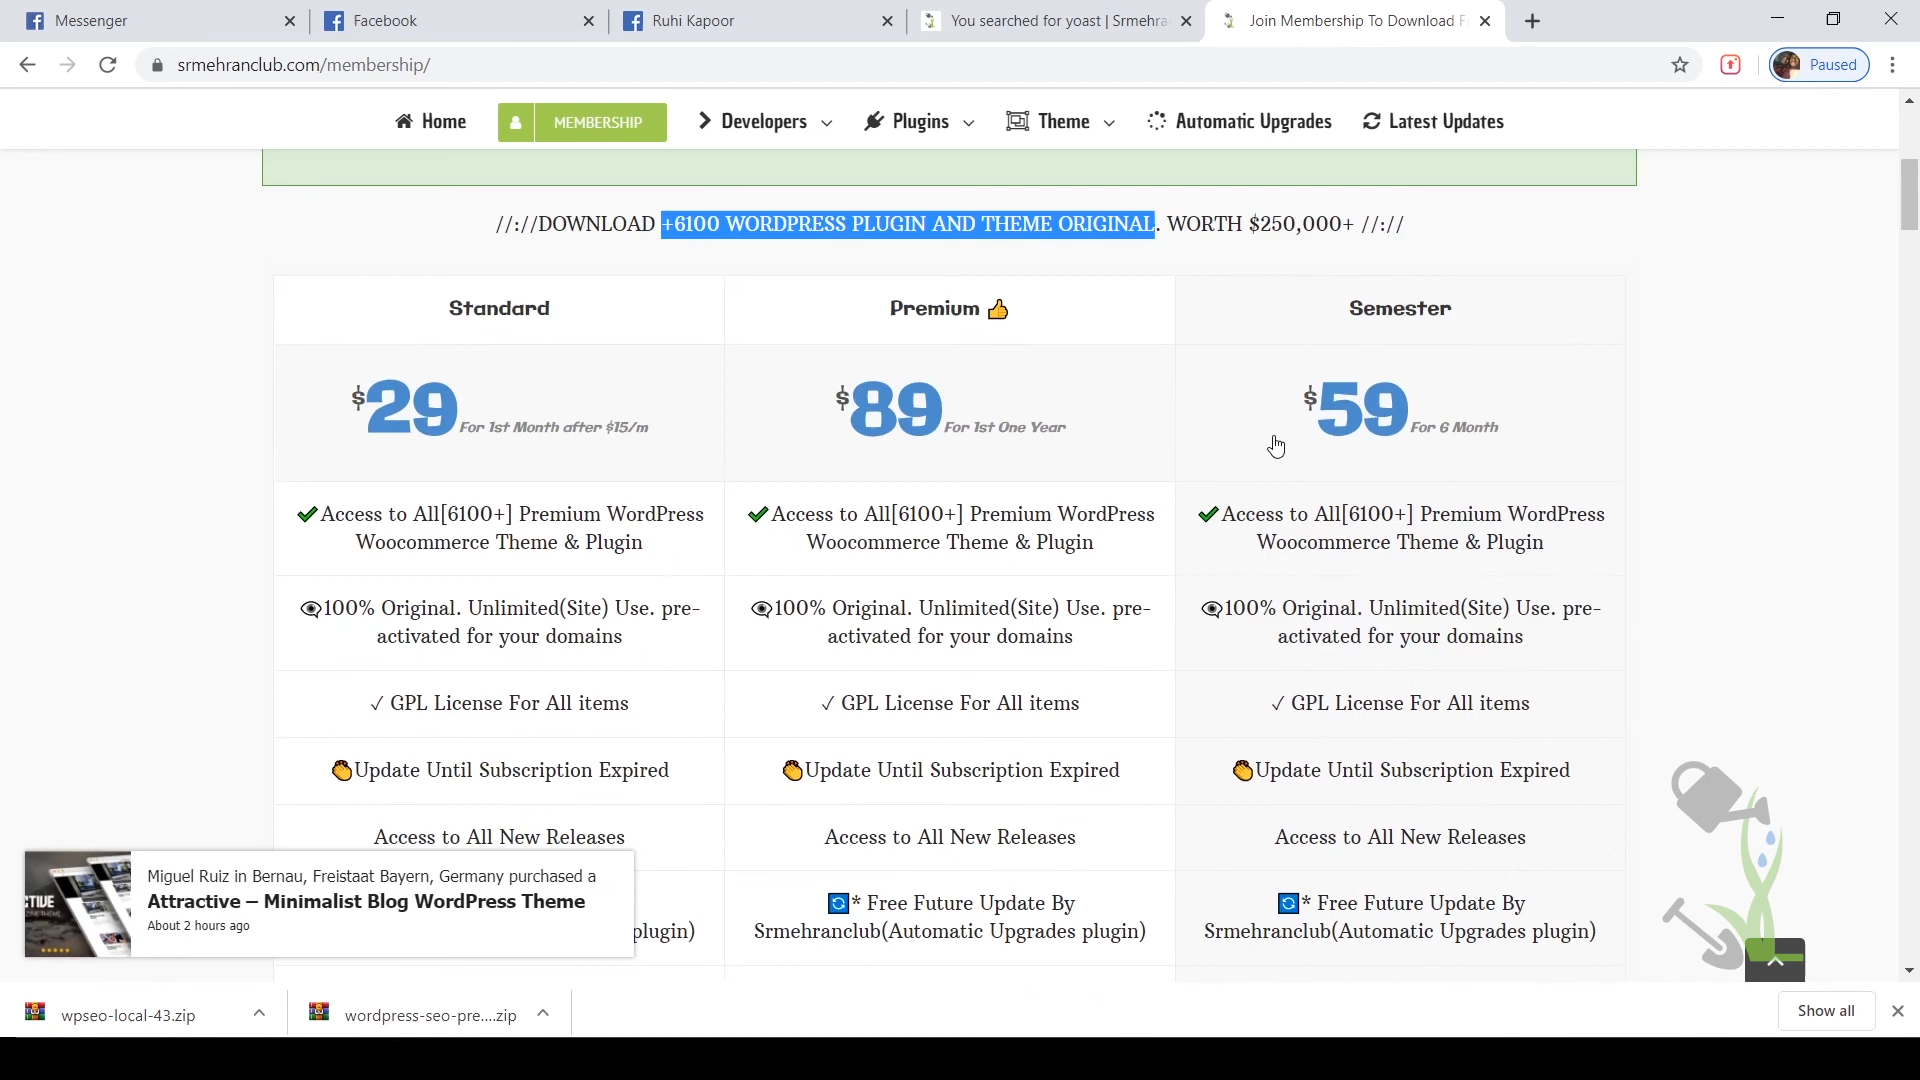 Messenger
Facebook
Ruhi Kapoor
You searched for yoast | Srmehra
Join Membership To Download F
srmehranclub.com/membership/
Paused
Home
MEMBERSHIP
Developers
Plugins
Theme
Automatic Upgrades
Latest Updates
//://DOWNLOAD +6100 WORDPRESS PLUGIN AND THEME ORIGINAL. WORTH $250,000+ //://
Standard
Premium 👍
Semester
$29 For 1st Month after $15/m
$89 For 1st One Year
$59 For 6 Month
✔Access to All[6100+] Premium WordPress
Woocommerce Theme & Plugin
✔Access to All[6100+] Premium WordPress
Woocommerce Theme & Plugin
✔Access to All[6100+] Premium WordPress
Woocommerce Theme & Plugin
👁‍🗨100% Original. Unlimited(Site) Use. pre-
activated for your domains
👁‍🗨100% Original. Unlimited(Site) Use. pre-
activated for your domains
👁‍🗨100% Original. Unlimited(Site) Use. pre-
activated for your domains
✓ GPL License For All items
✓ GPL License For All items
✓ GPL License For All items
👏Update Until Subscription Expired
👏Update Until Subscription Expired
👏Update Until Subscription Expired
Access to All New Releases
Access to All New Releases
Access to All New Releases
plugin)
🔄* Free Future Update By
Srmehranclub(Automatic Upgrades plugin)
🔄* Free Future Update By
Srmehranclub(Automatic Upgrades plugin)
CTIVE
Miguel Ruiz in Bernau, Freistaat Bayern, Germany purchased a
Attractive – Minimalist Blog WordPress Theme
About 2 hours ago
wpseo-local-43.zip
wordpress-seo-pre....zip
Show all